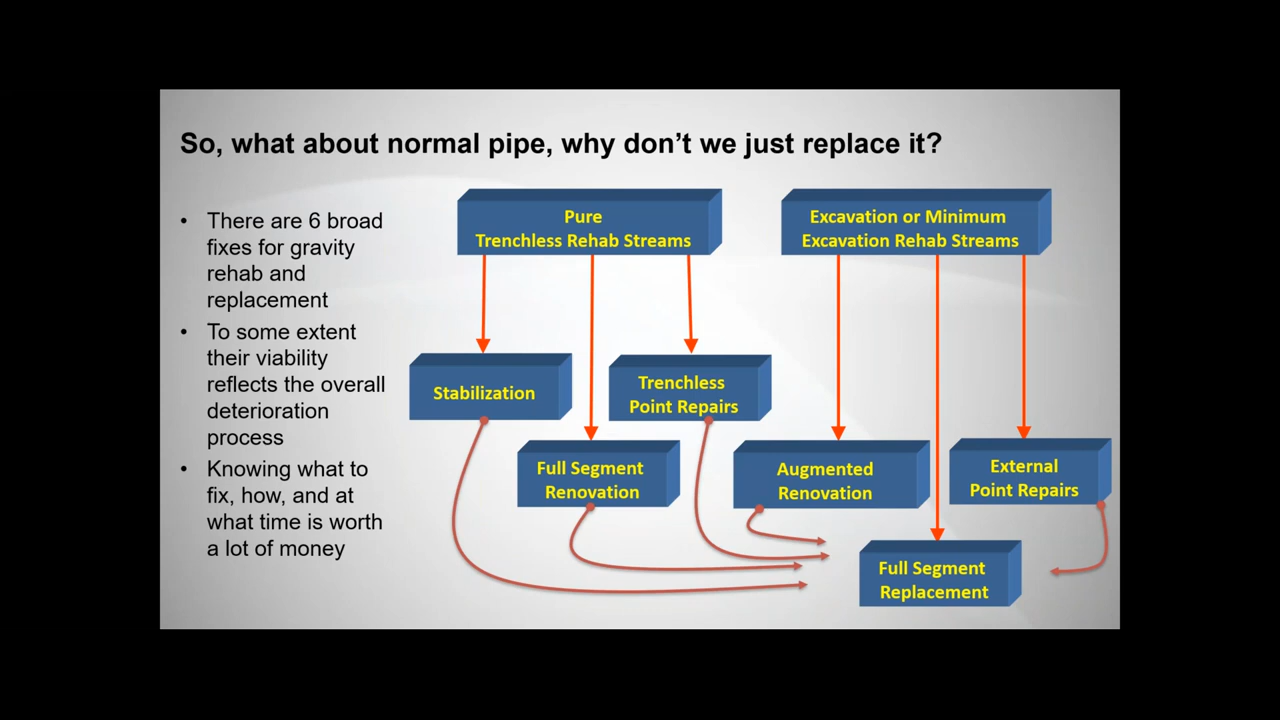 So, what about normal pipe, why don't we just replace it?
• There are 6 broad
fixes for gravity
rehab and
replacement
• To some extent
their viability
reflects the overall
deterioration
process
• Knowing what to
fix, how, and at
what time is worth
a lot of money
Pure
Trenchless Rehab Streams
Excavation or Minimum
Excavation Rehab Streams
Stabilization
Trenchless
Point Repairs
Full Segment
Renovation
Augmented
Renovation
External
Point Repairs
Full Segment
Replacement